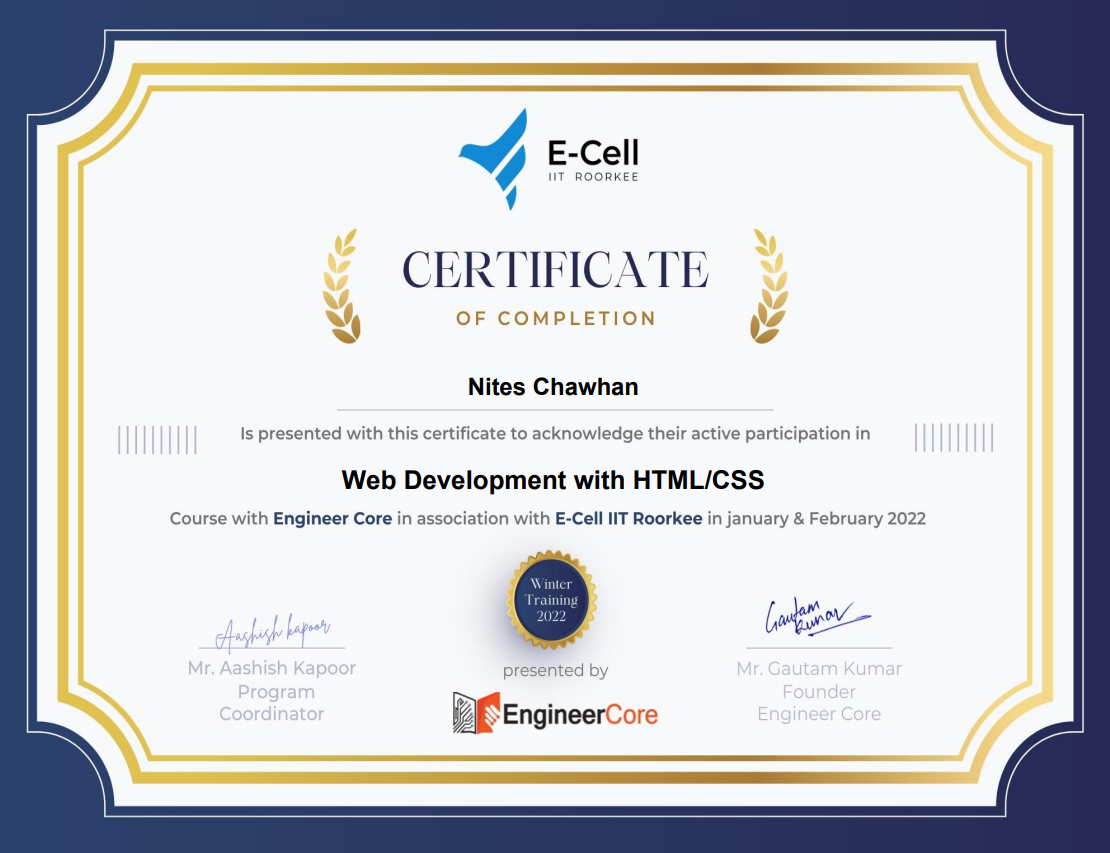 E-Cell
IIT ROORKEE
CERTIFICATE
OF COMPLETION
Nites Chawhan
Is presented with this certificate to acknowledge their active participation in
Web Development with HTML/CSS
Course with Engineer Core in association with E-Cell IIT Roorkee in january & February 2022
Winter
Training
2022
Aashish kapoor
Mr. Aashish Kapoor
Program
Coordinator
presented by
EngineerCore
Gautam
Kumar
Mr. Gautam Kumar
Founder
Engineer Core